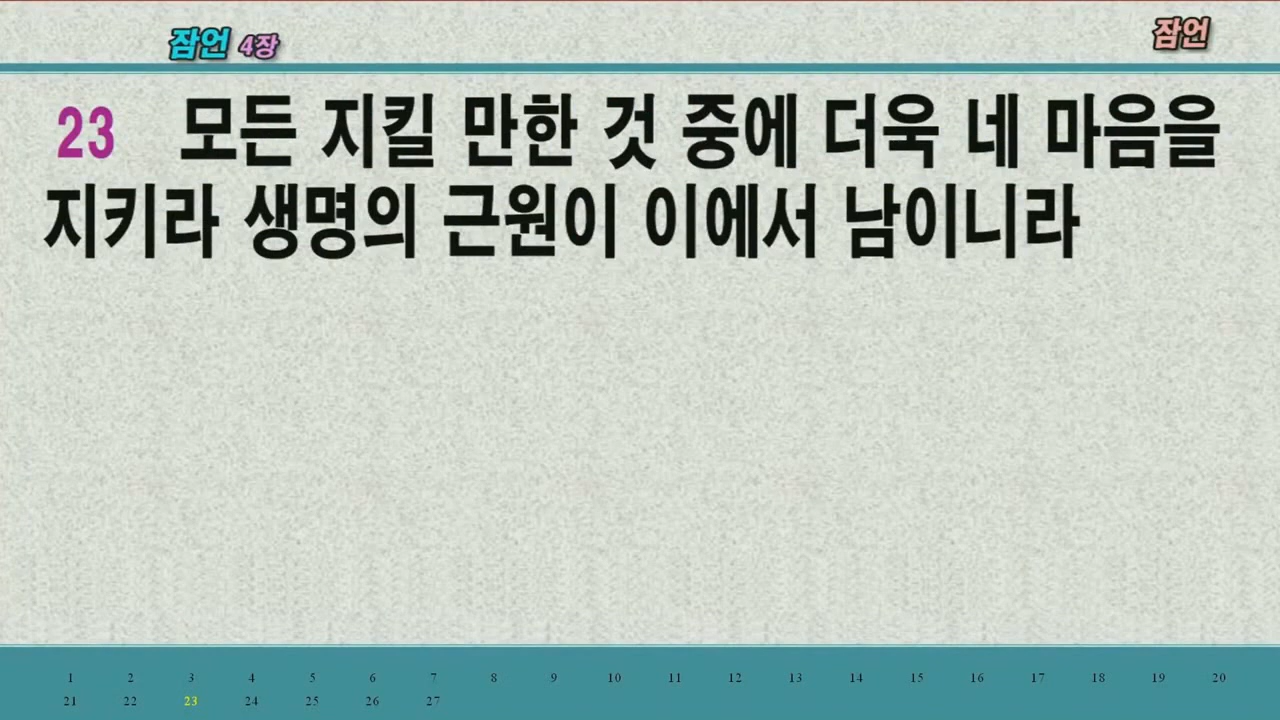 잠언 4장 잠언
23 모든 지킬 만한 것 중에 더욱 네 마음을
지키라 생명의 근원이 이에서 남이니라
1 2 3 4 5 6 7 8 9 10 11 12 13 14 15 16 17 18 19 20
21 22 23 24 25 26 27